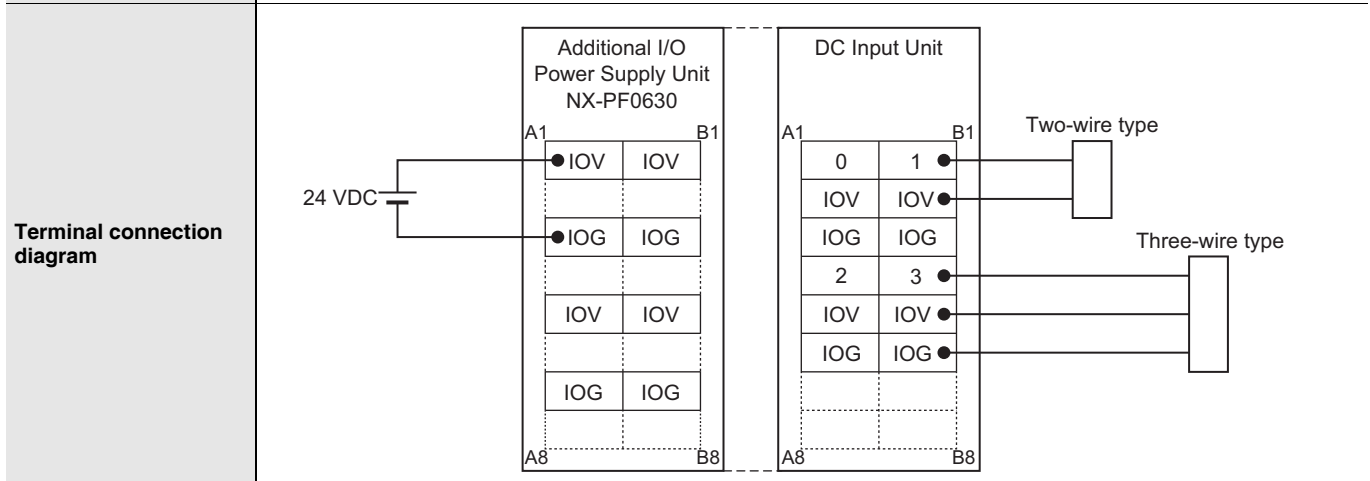 Terminal connection
diagram
24 VDC
Additional I/O
Power Supply Unit
NX-PF0630
A1 B1
IOV IOV
IOG IOG
IOV IOV
IOG IOG
A8 B8
DC Input Unit
A1 B1
0 1
IOV IOV
IOG IOG
2 3
IOV IOV
IOG IOG
A8 B8
Two-wire type
Three-wire type